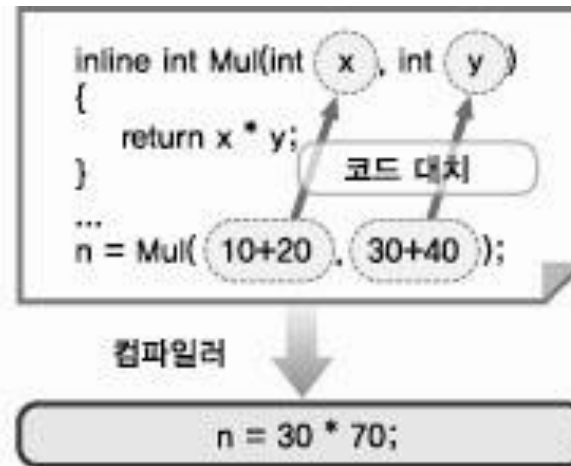 inline int Mul(int x, int y)
{
return x * y;
}
코드 대치
...
n = Mul( 10+20, 30+40 );
컴파일러
n = 30 * 70;